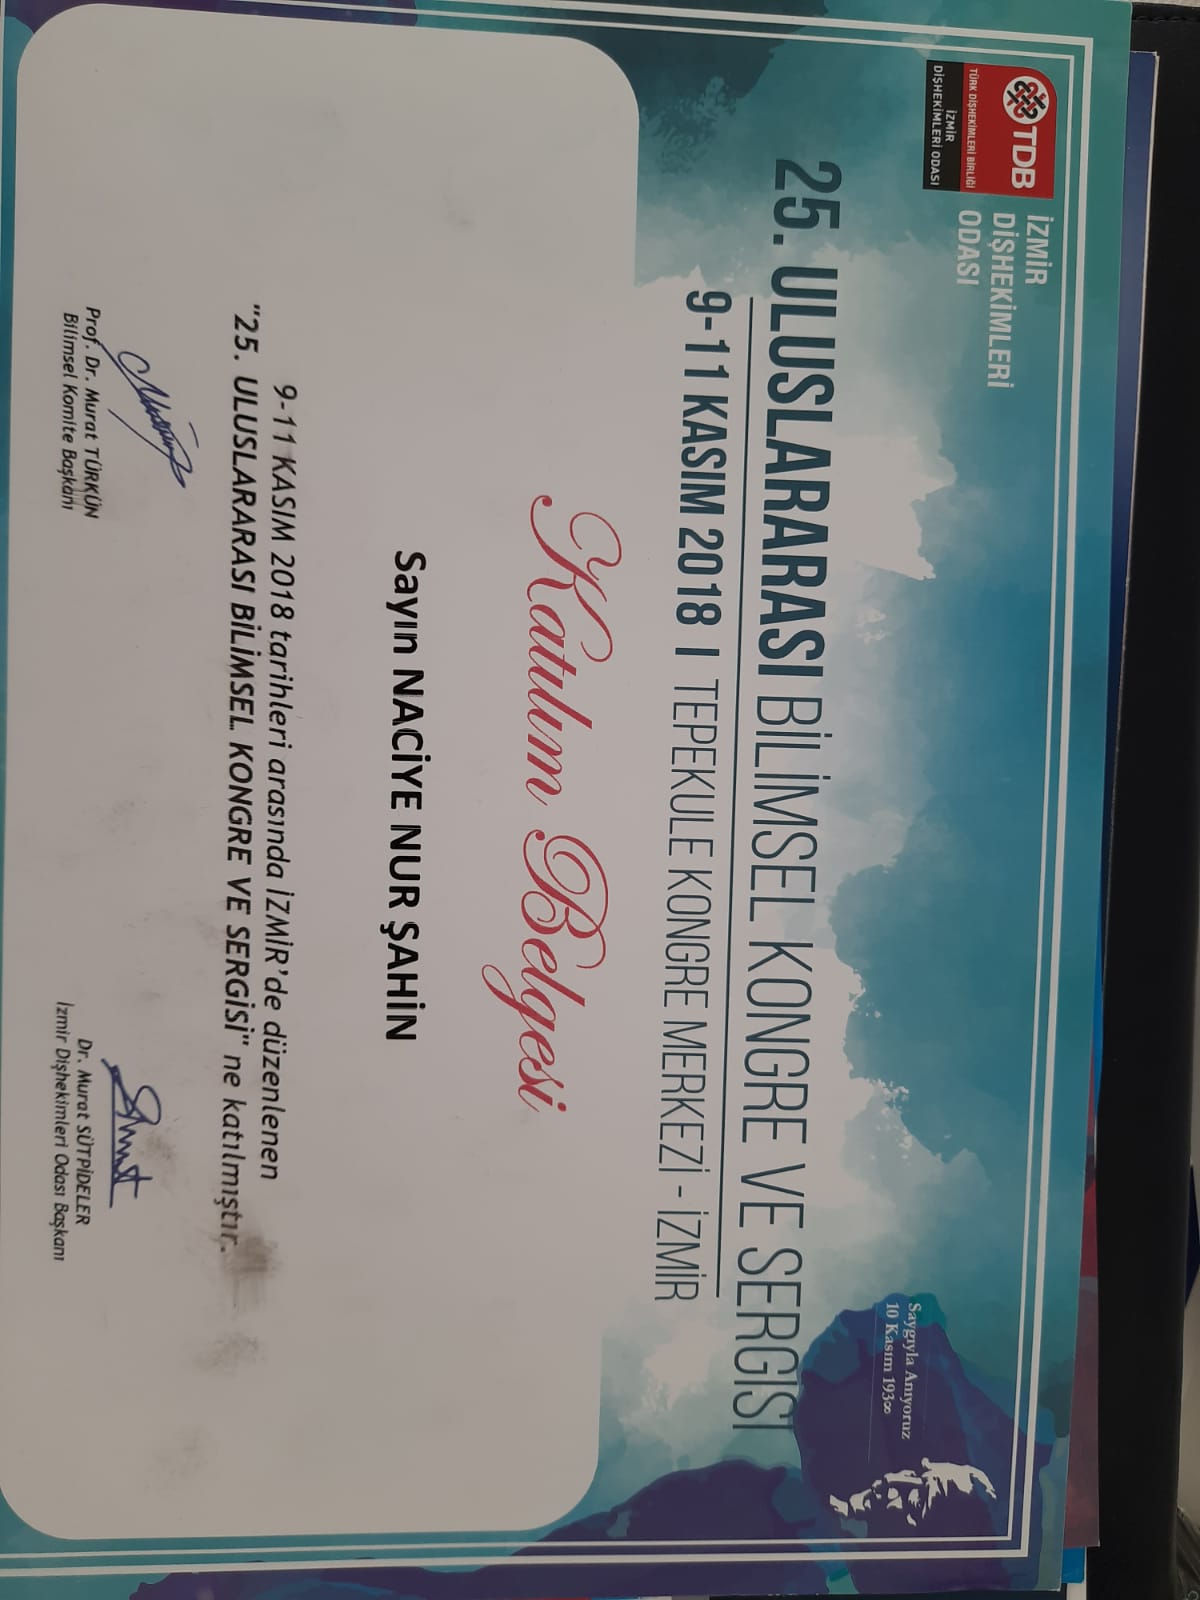 TDB
TÜRK DİŞHEKİMLERİ BİRLİĞİ
İZMİR
DİŞHEKİMLERİ ODASI
İZMİR
DİŞHEKİMLERİ
ODASI
Saygıyla Anıyoruz
10 Kasım 193∞
25. ULUSLARARASI BİLİMSEL KONGRE VE SERGİSİ
9-11 KASIM 2018 I TEPEKULE KONGRE MERKEZİ - İZMİR
Katılım Belgesi
Sayın NACİYE NUR ŞAHİN
9-11 KASIM 2018 tarihleri arasında İZMİR'de düzenlenen
"25. ULUSLARARASI BİLİMSEL KONGRE VE SERGİSİ" ne katılmıştır.
Prof. Dr. Murat TÜRKÜN
Bilimsel Komite Başkanı
Dr. Murat SÜTPİDELER
İzmir Dişhekimleri Odası Başkanı